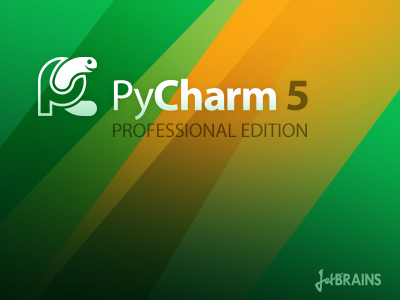 PyCharm 5
PROFESSIONAL EDITION
JetBRAINS